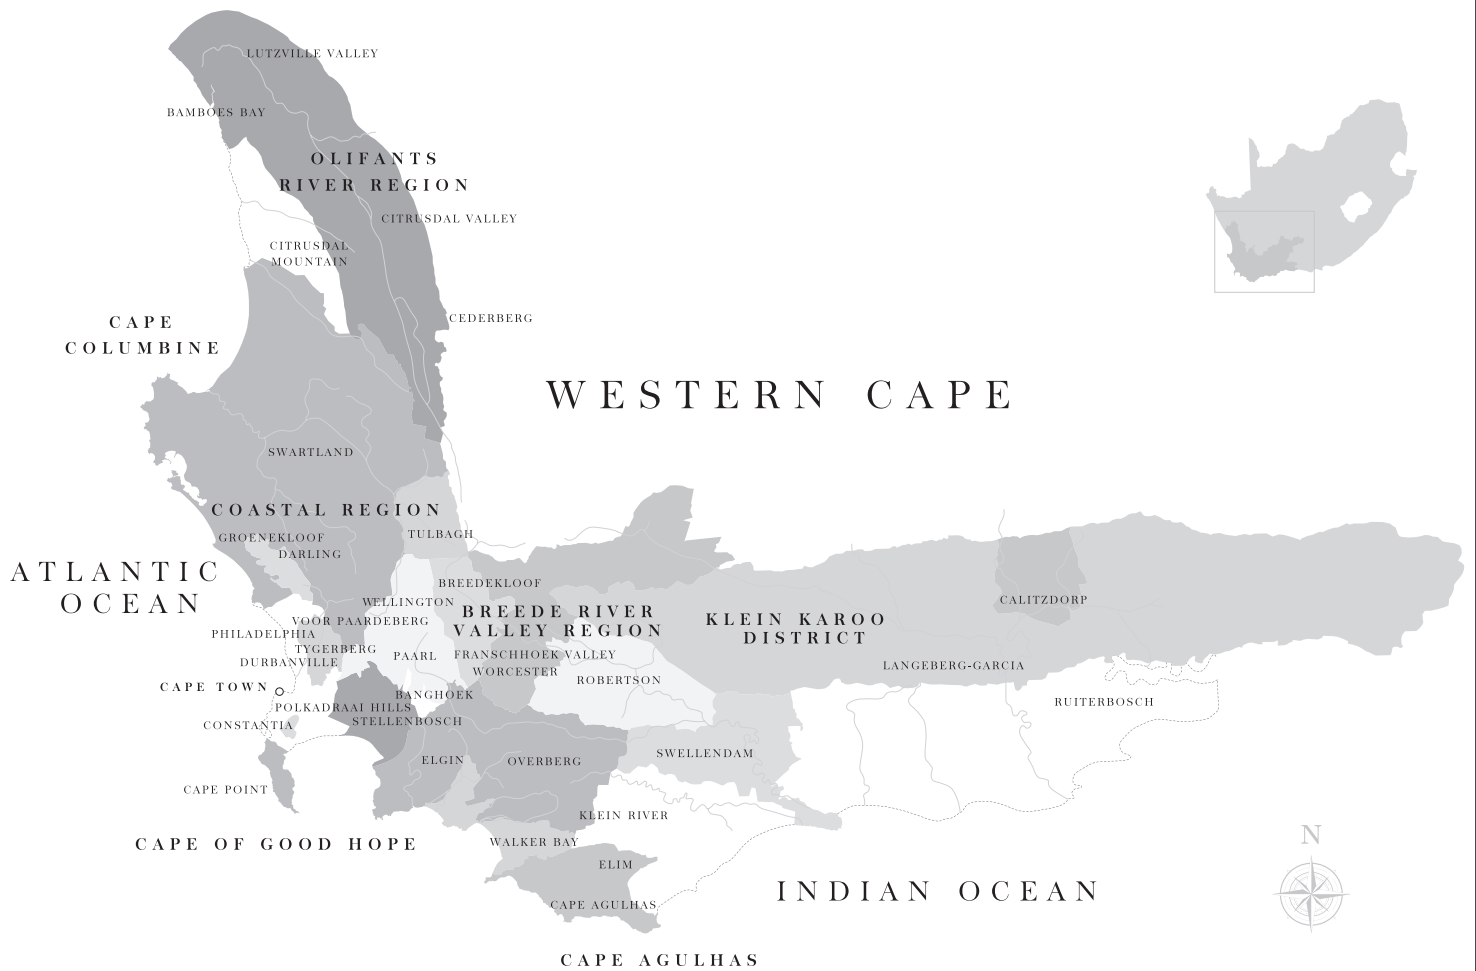 LUTZVILLE VALLEY
BAMBOES BAY
OLIFANTS
RIVER REGION
CITRUSDAL VALLEY
CITRUSDAL
MOUNTAIN
CEDERBERG
CAPE
COLUMBINE
WESTERN CAPE
SWARTLAND
COASTAL REGION
TULBAGH
GROENEKLOOF
DARLING
ATLANTIC
OCEAN
BREEDEKLOOF
WELLINGTON
BREEDE RIVER
VALLEY REGION
KLEIN KAROO
DISTRICT
CALITZDORP
VOOR PAARDEBERG
PHILADELPHIA
TYGERBERG
DURBANVILLE
PAARL
FRANSCHHOEK VALLEY
WORCESTER
ROBERTSON
LANGEBERG-GARCIA
RUITERBOSCH
CAPE TOWN
BANGHOEK
POLKADRAAI HILLS
STELLENBOSCH
CONSTANTIA
ELGIN
OVERBERG
SWELLENDAM
CAPE POINT
KLEIN RIVER
CAPE OF GOOD HOPE
WALKER BAY
ELIM
CAPE AGULHAS
INDIAN OCEAN
N
CAPE AGULHAS